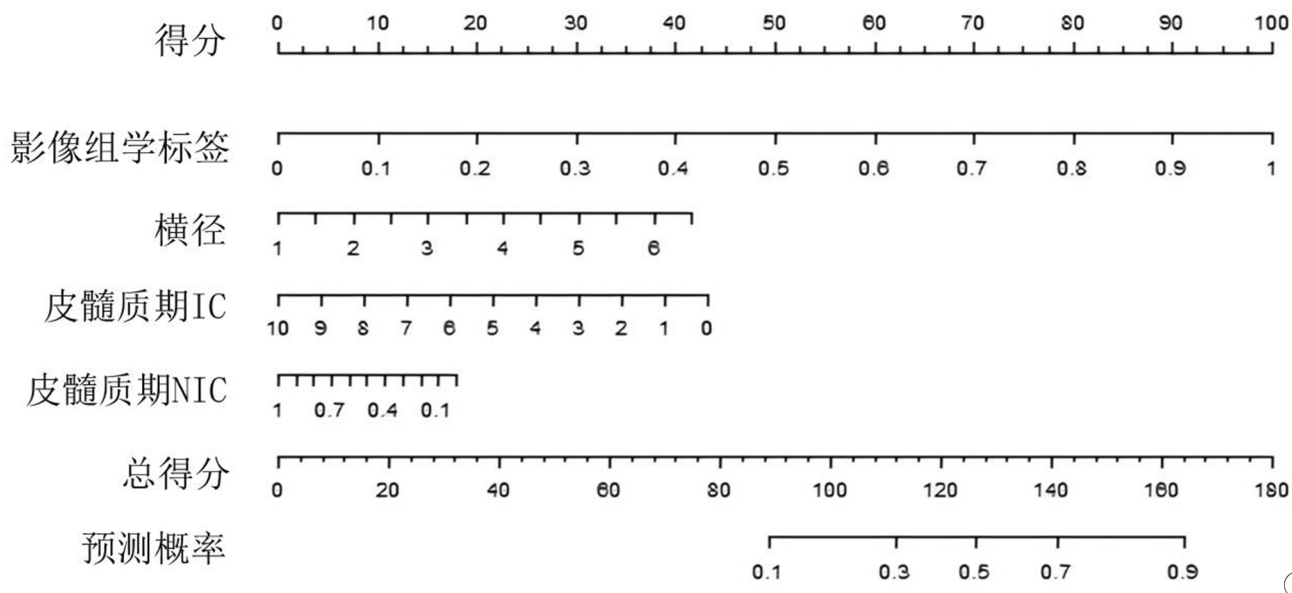 得分 0 10 20 30 40 50 60 70 80 90 100
影像组学标签 0 0.1 0.2 0.3 0.4 0.5 0.6 0.7 0.8 0.9 1
横径 1 2 3 4 5 6
皮髓质期IC 10 9 8 7 6 5 4 3 2 1 0
皮髓质期NIC 1 0.7 0.4 0.1
总得分 0 20 40 60 80 100 120 140 160 180
预测概率 0.1 0.3 0.5 0.7 0.9